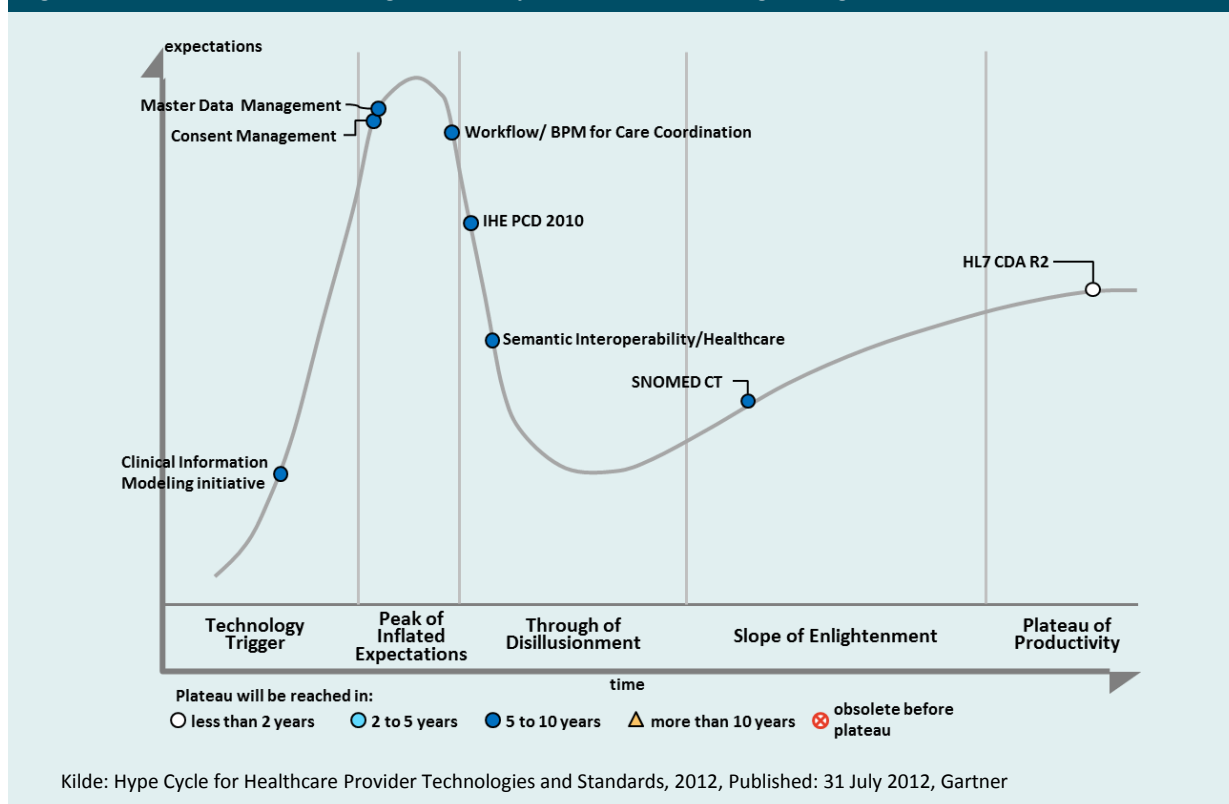 expectations
Master Data Management
Consent Management
Workflow/ BPM for Care Coordination
IHE PCD 2010
HL7 CDA R2
Semantic Interoperability/Healthcare
SNOMED CT
Clinical Information
Modeling initiative
Technology
Trigger
Peak of
Inflated
Expectations
Through of
Disillusionment
Slope of Enlightenment
Plateau of
Productivity
time
Plateau will be reached in:
less than 2 years
2 to 5 years
5 to 10 years
more than 10 years
obsolete before
plateau
Kilde: Hype Cycle for Healthcare Provider Technologies and Standards, 2012, Published: 31 July 2012, Gartner